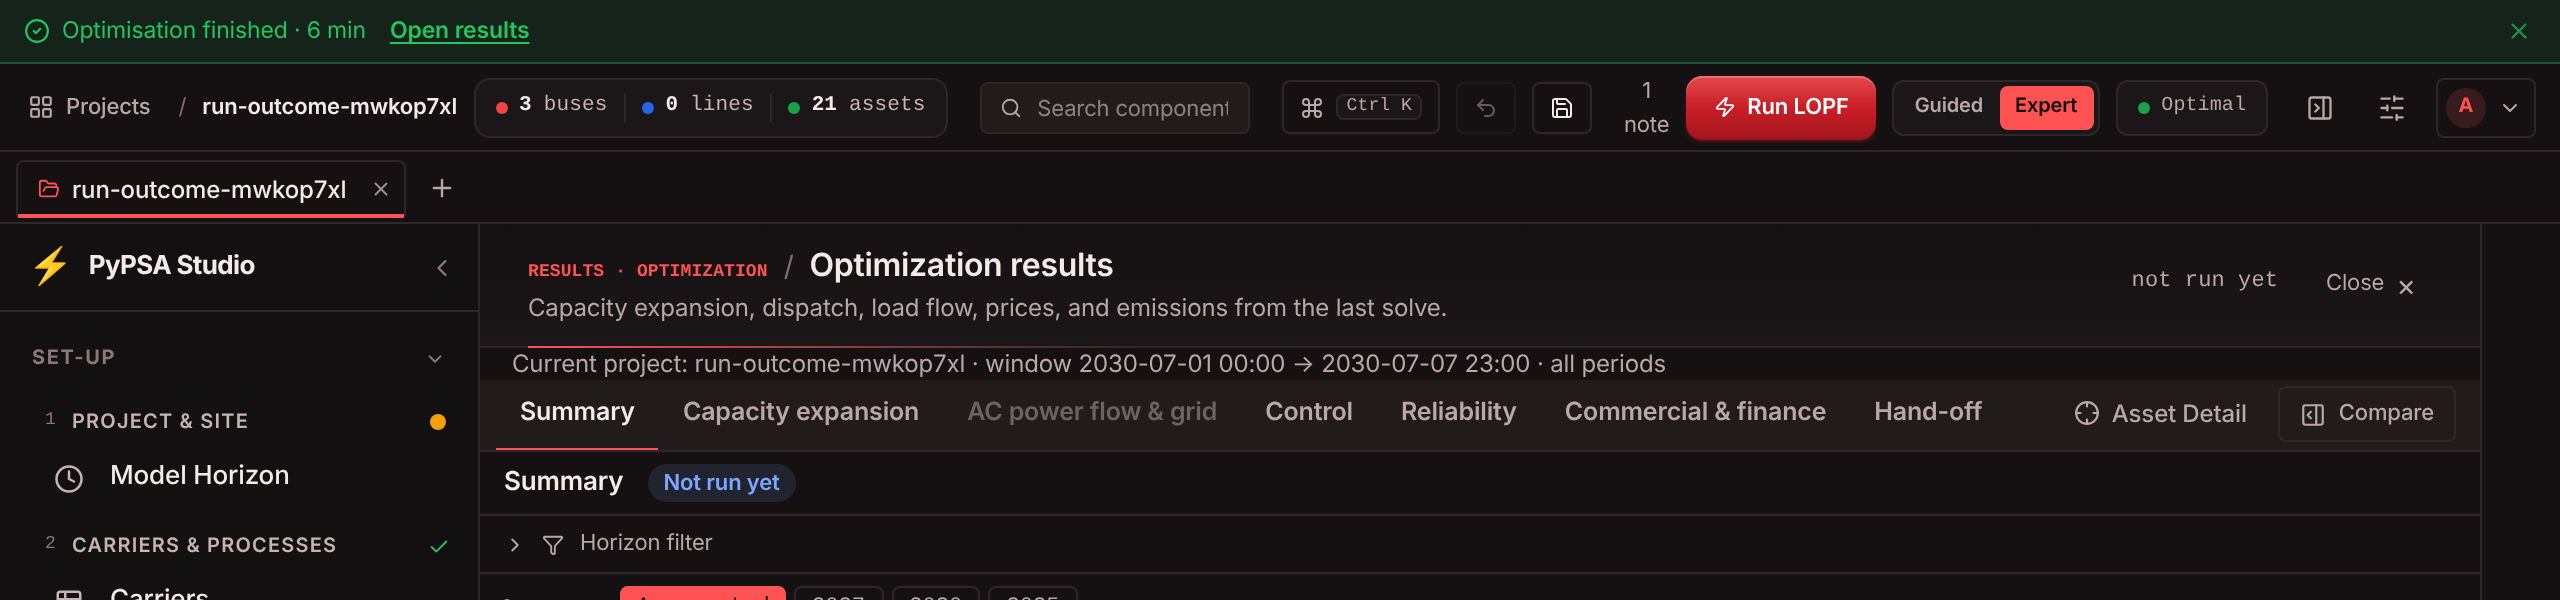 Optimisation finished · 6 min Open results
Projects / run-outcome-mwkop7xl 3 buses 0 lines 21 assets Search component Ctrl K 1 note Run LOPF Guided Expert Optimal A
run-outcome-mwkop7xl
PyPSA Studio
SET-UP
1 PROJECT & SITE
Model Horizon
2 CARRIERS & PROCESSES
Carriers
RESULTS · OPTIMIZATION / Optimization results
Capacity expansion, dispatch, load flow, prices, and emissions from the last solve.
not run yet Close
Current project: run-outcome-mwkop7xl · window 2030-07-01 00:00 → 2030-07-07 23:00 · all periods
Summary Capacity expansion AC power flow & grid Control Reliability Commercial & finance Hand-off Asset Detail Compare
Summary Not run yet
Horizon filter